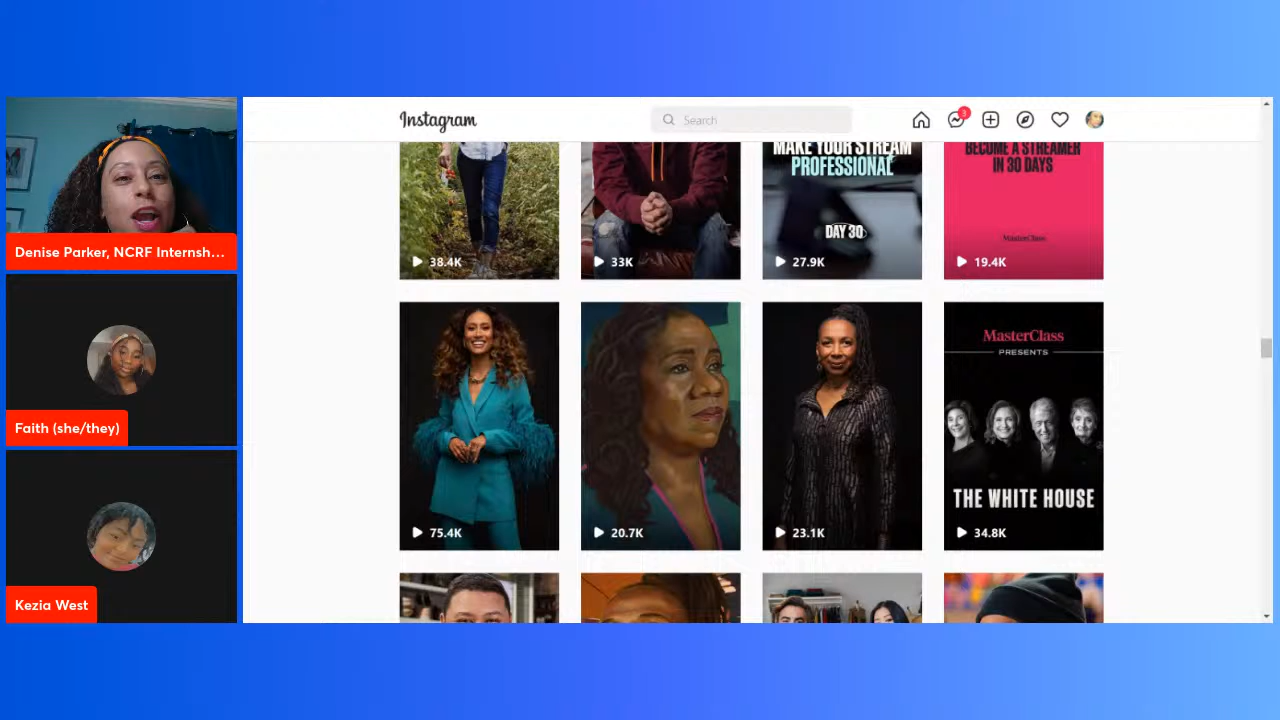 Denise Parker, NCRF Internsh...
Faith (she/they)
Kezia West
Instagram
Search
3
38.4K
33K
MAKE YOUR STREAM
PROFESSIONAL
DAY 30
27.9K
BECOME A STREAMER
IN 30 DAYS
MasterClass
19.4K
75.4K
20.7K
23.1K
MasterClass
PRESENTS
THE WHITE HOUSE
34.8K